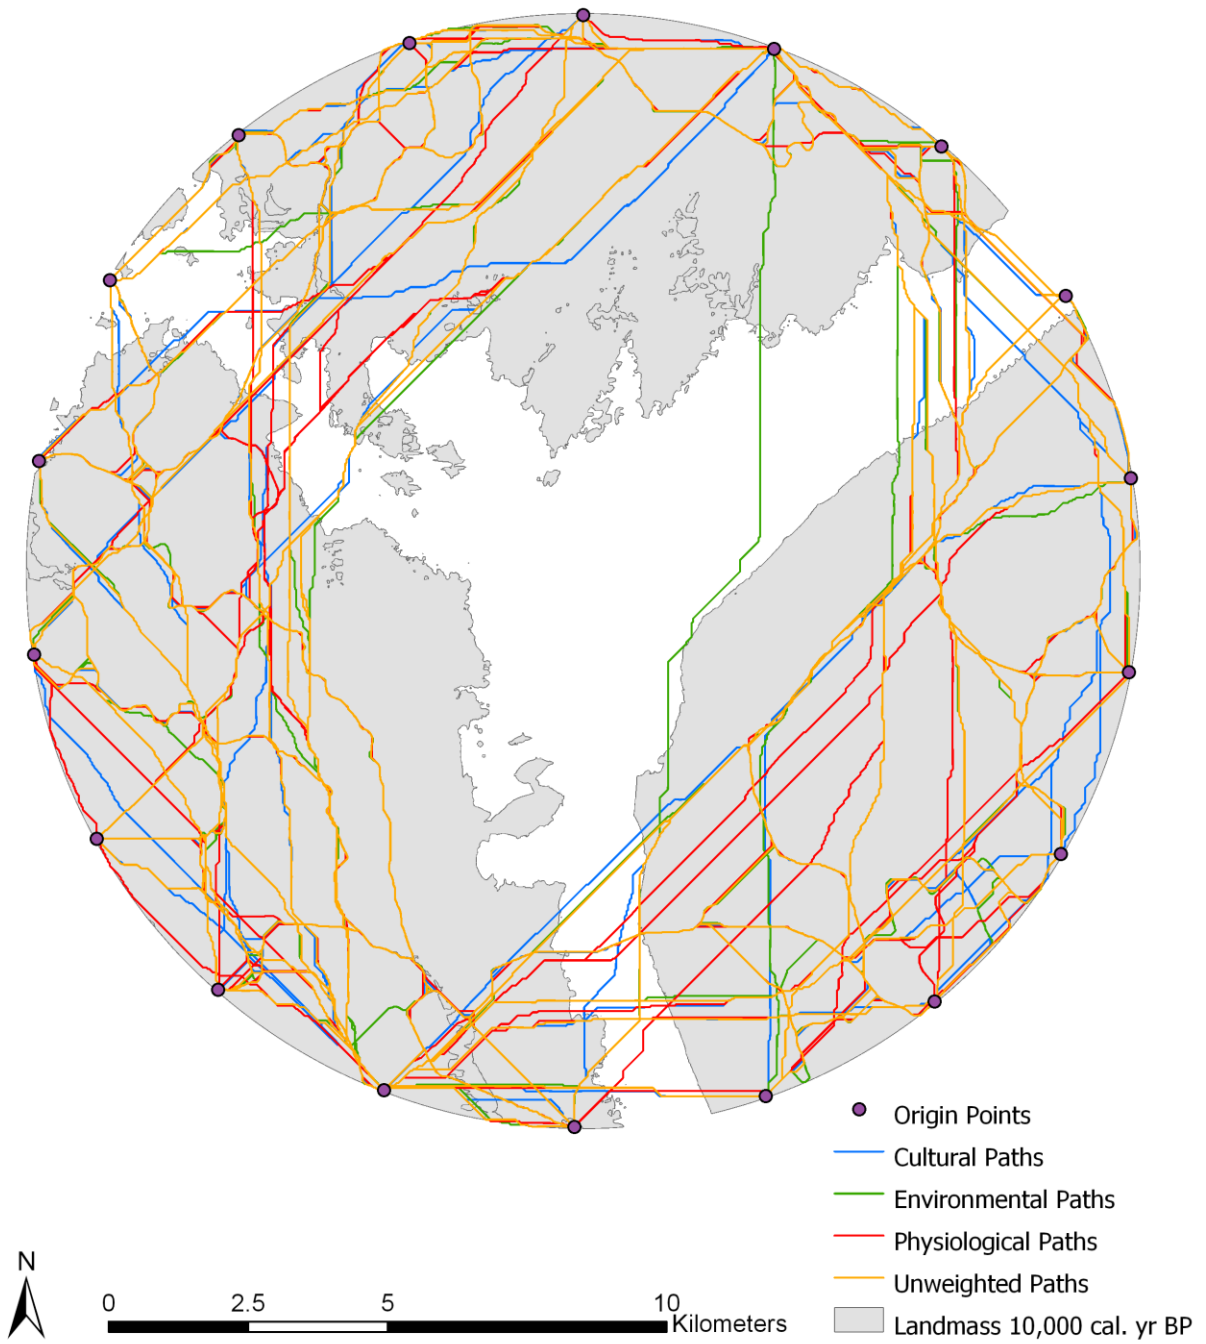 Origin Points
Cultural Paths
Environmental Paths
Physiological Paths
Unweighted Paths
Landmass 10,000 cal. yr BP
N
0 2.5 5 10
Kilometers